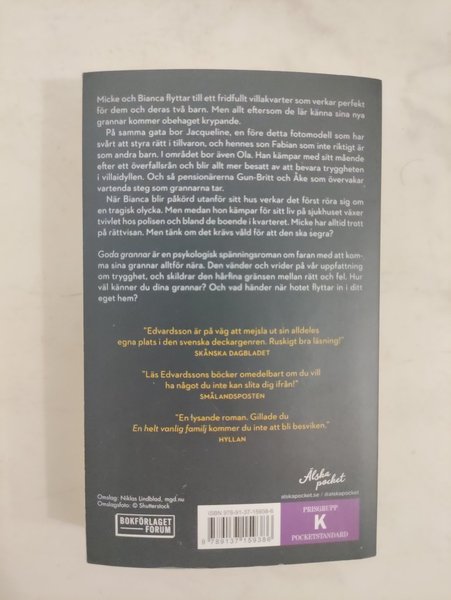 Micke och Bianca flyttar till ett fridfullt villakvarter som verkar perfekt
för dem och deras två barn. Men allt eftersom de lär känna sina nya
grannar kommer obehaget krypande.
På samma gata bor Jacqueline, en före detta fotomodell som har
svårt att styra rätt i tillvaron, och hennes son Fabian som inte riktigt är
som andra barn. I området bor även Ola. Han kämpar med sitt mående
efter ett överfallsrån och blir allt mer besatt av att bevara tryggheten
i villaidyllen. Och så pensionärerna Gun-Britt och Åke som övervakar
vartenda steg som grannarna tar.
När Bianca blir påkörd utanför sitt hus verkar det först röra sig om
en tragisk olycka. Men medan hon kämpar för sitt liv på sjukhuset växer
tvivlet hos polisen och bland de boende i kvarteret. Micke har alltid trott
på rättvisan. Men tänk om det krävs våld för att den ska segra?
Goda grannar är en psykologisk spänningsroman om faran med att kom-
ma sina grannar alltför nära. Den vänder och vrider på vår uppfattning
om trygghet, och skildrar den hårfina gränsen mellan rätt och fel. Hur
väl känner du dina grannar? Och vad händer när hotet flyttar in i ditt
eget hem?
"Edvardsson är på väg att mejsla ut sin alldeles
egna plats i den svenska deckargenren. Ruskigt bra läsning!"
SKÅNSKA DAGBLADET
"Läs Edvardssons böcker omedelbart om du vill
ha något du inte kan slita dig ifrån!"
SMÅLANDSPOSTEN
"En lysande roman. Gillade du
En helt vanlig familj kommer du inte att bli besviken."
HYLLAN
Älska
pocket
alskapocket.se / @alskapocket
Omslag: Niklas Lindblad, mgd.nu
Omslagsfoto: © Shutterstock
BOKFÖRLAGET
FORUM
ISBN 978-91-37-15938-6
9 789137 159386
PRISGRUPP
K
POCKETSTANDARD